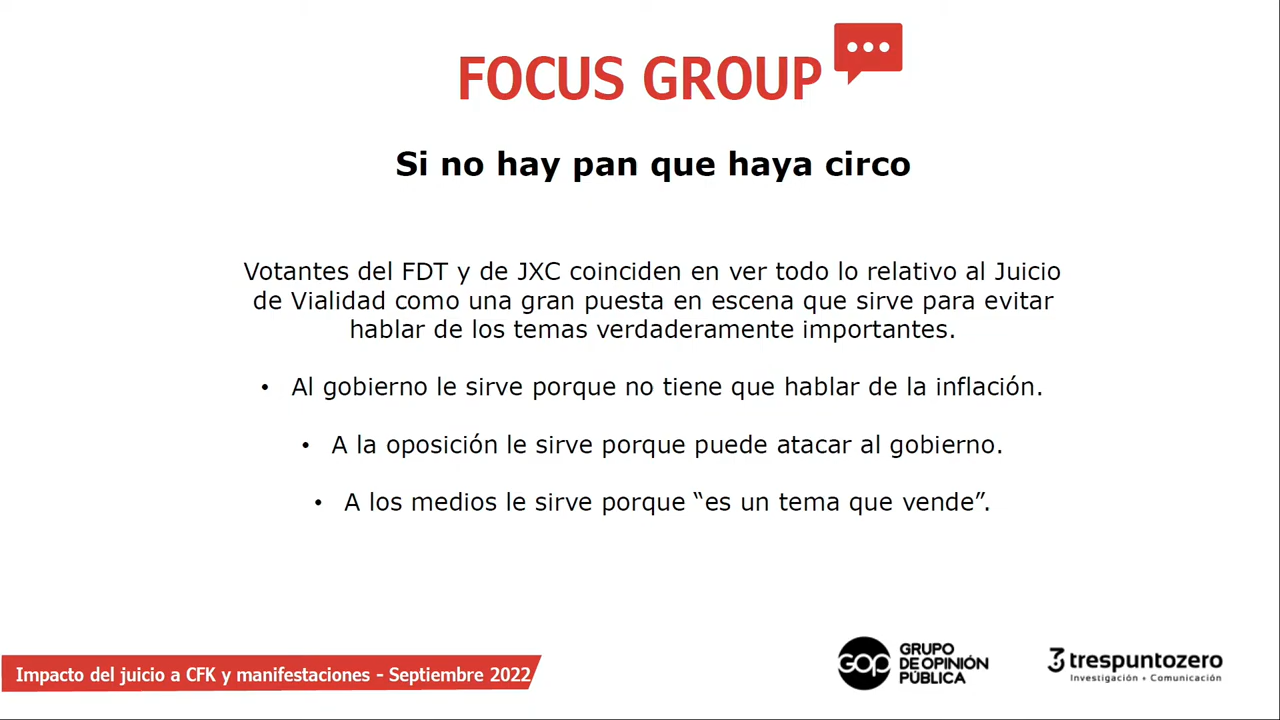 FOCUS GROUP
Si no hay pan que haya circo
Votantes del FDT y de JXC coinciden en ver todo lo relativo al Juicio
de Vialidad como una gran puesta en escena que sirve para evitar
hablar de los temas verdaderamente importantes.
• Al gobierno le sirve porque no tiene que hablar de la inflación.
• A la oposición le sirve porque puede atacar al gobierno.
• A los medios le sirve porque “es un tema que vende”.
Impacto del juicio a CFK y manifestaciones - Septiembre 2022
GOP
GRUPO
DE OPINIÓN
PÚBLICA
3 trespuntozero
Investigación + Comunicación